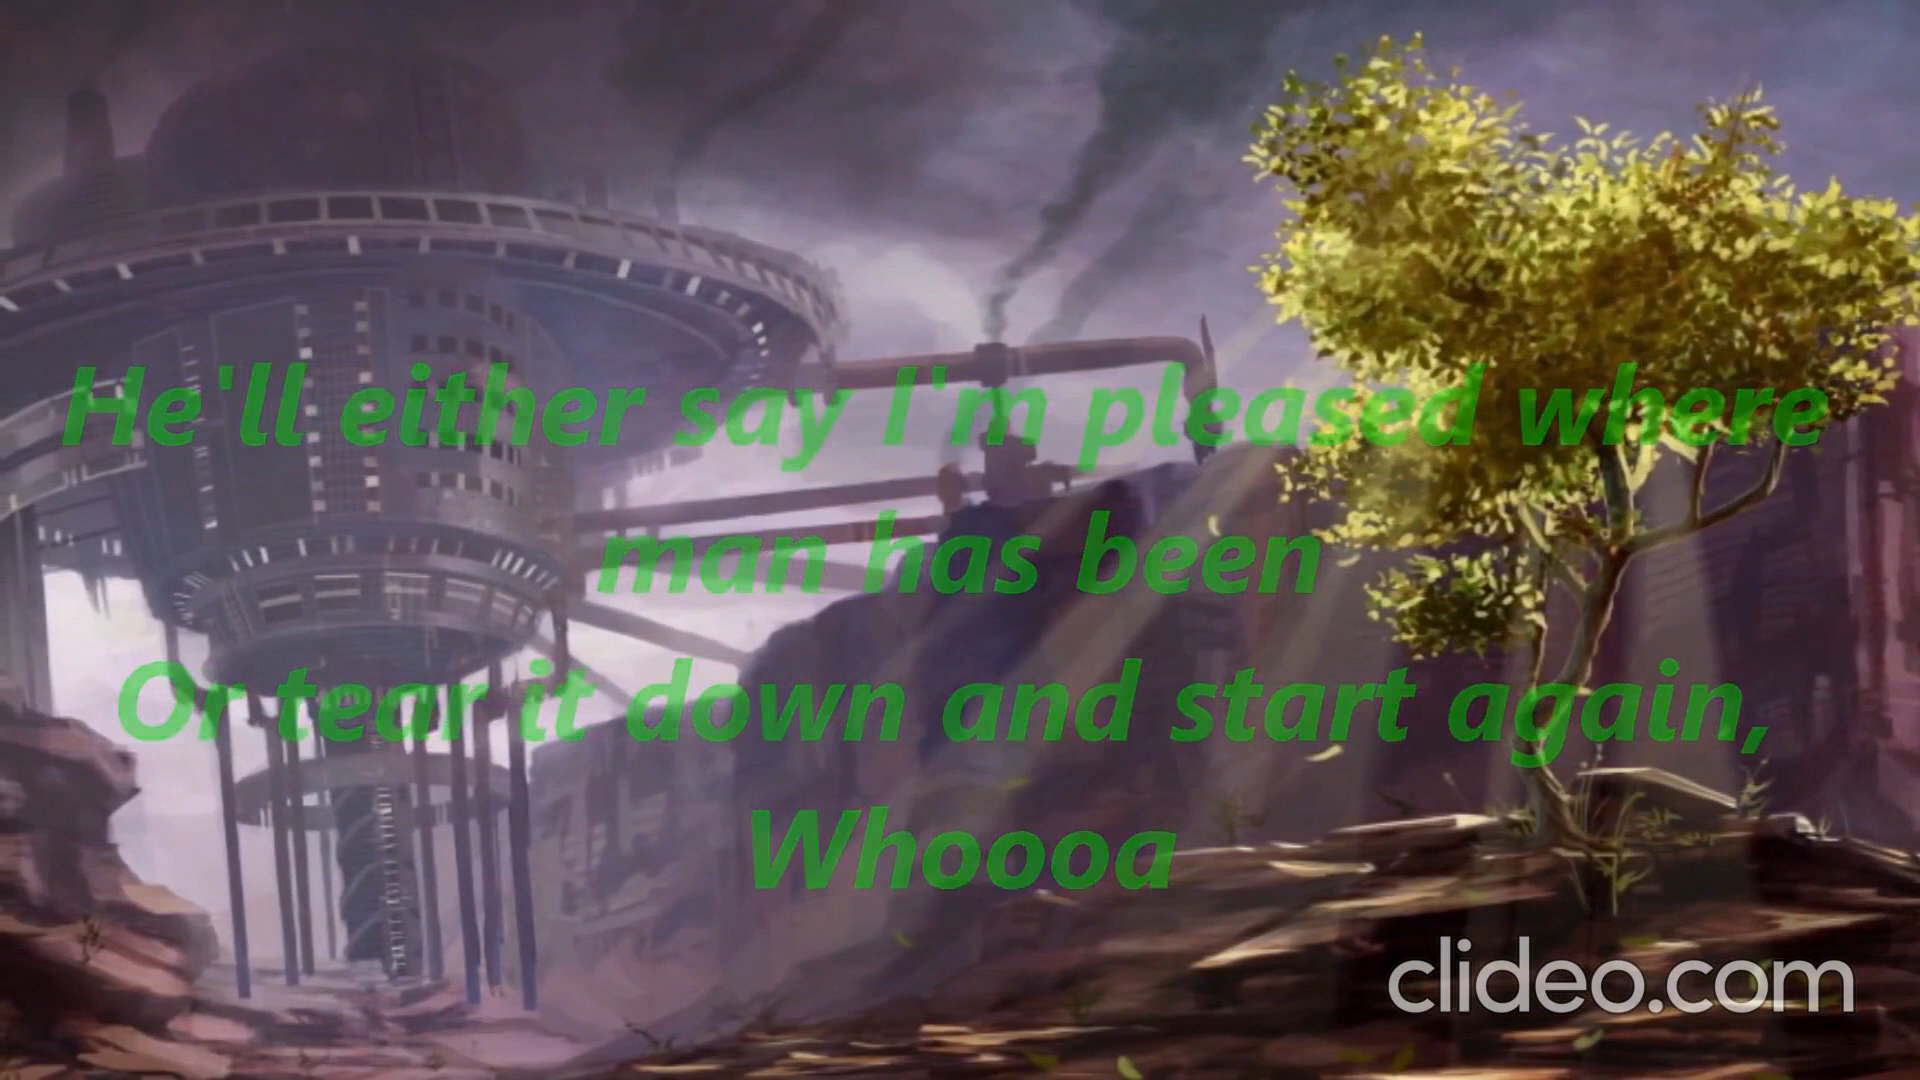 He'll either say I'm pleased where
man has been
Or tear it down and start again,
Whoooa
clideo.com